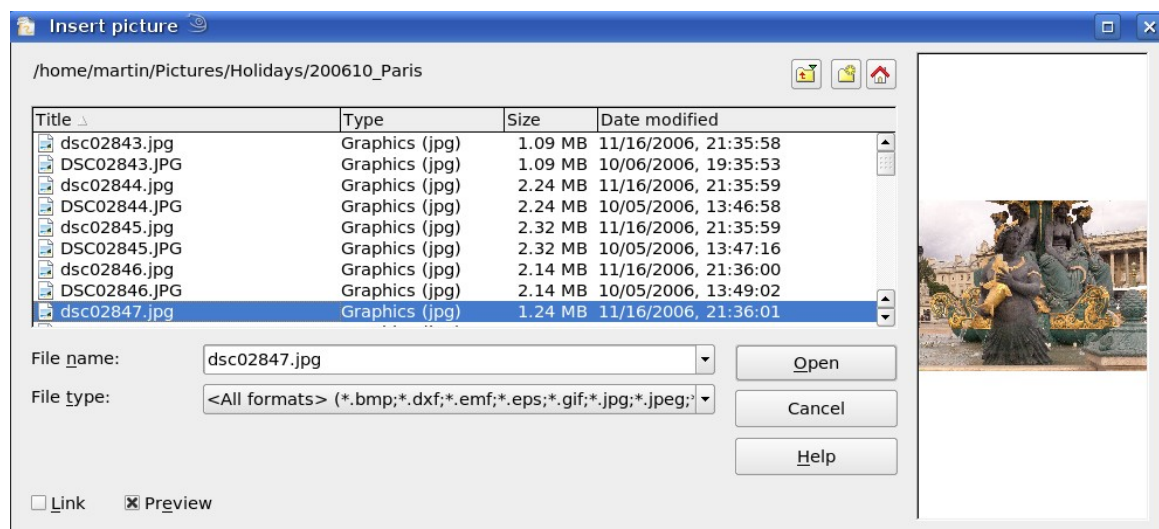 Insert picture
/home/martin/Pictures/Holidays/200610_Paris
Title Type Size Date modified
dsc02843.jpg Graphics (jpg) 1.09 MB 11/16/2006, 21:35:58
DSC02843.JPG Graphics (jpg) 1.09 MB 10/06/2006, 19:35:53
dsc02844.jpg Graphics (jpg) 2.24 MB 11/16/2006, 21:35:59
DSC02844.JPG Graphics (jpg) 2.24 MB 10/05/2006, 13:46:58
dsc02845.jpg Graphics (jpg) 2.32 MB 11/16/2006, 21:35:59
DSC02845.JPG Graphics (jpg) 2.32 MB 10/05/2006, 13:47:16
dsc02846.jpg Graphics (jpg) 2.14 MB 11/16/2006, 21:36:00
DSC02846.JPG Graphics (jpg) 2.14 MB 10/05/2006, 13:49:02
dsc02847.jpg Graphics (jpg) 1.24 MB 11/16/2006, 21:36:01
File name: dsc02847.jpg Open
File type: <All formats> (*.bmp;*.dxf;*.emf;*.eps;*.gif;*.jpg;*.jpeg; Cancel
Help
Link Preview